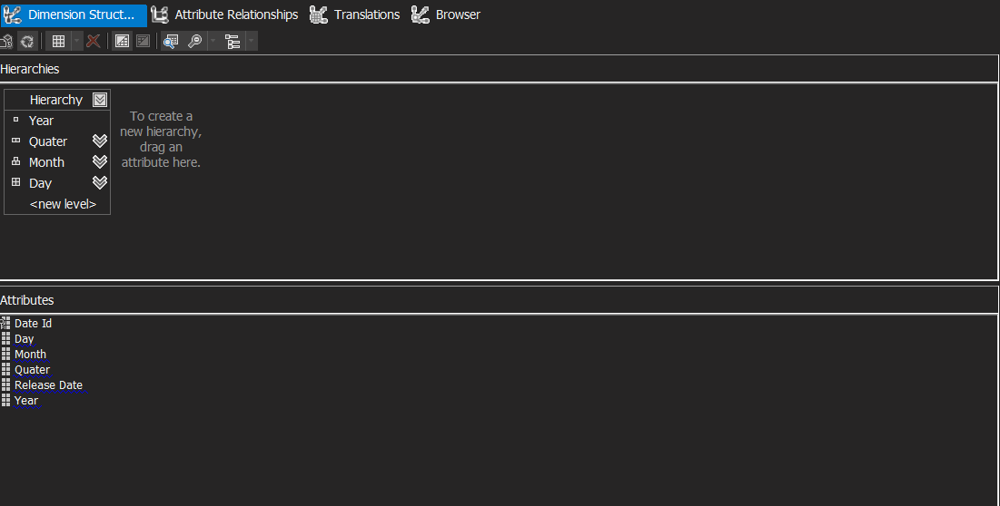 Dimension Struct... Attribute Relationships Translations Browser
Hierarchies
Hierarchy
Year
Quater
Month
Day
<new level>
To create a
new hierarchy,
drag an
attribute here.
Attributes
Date Id
Day
Month
Quater
Release Date
Year